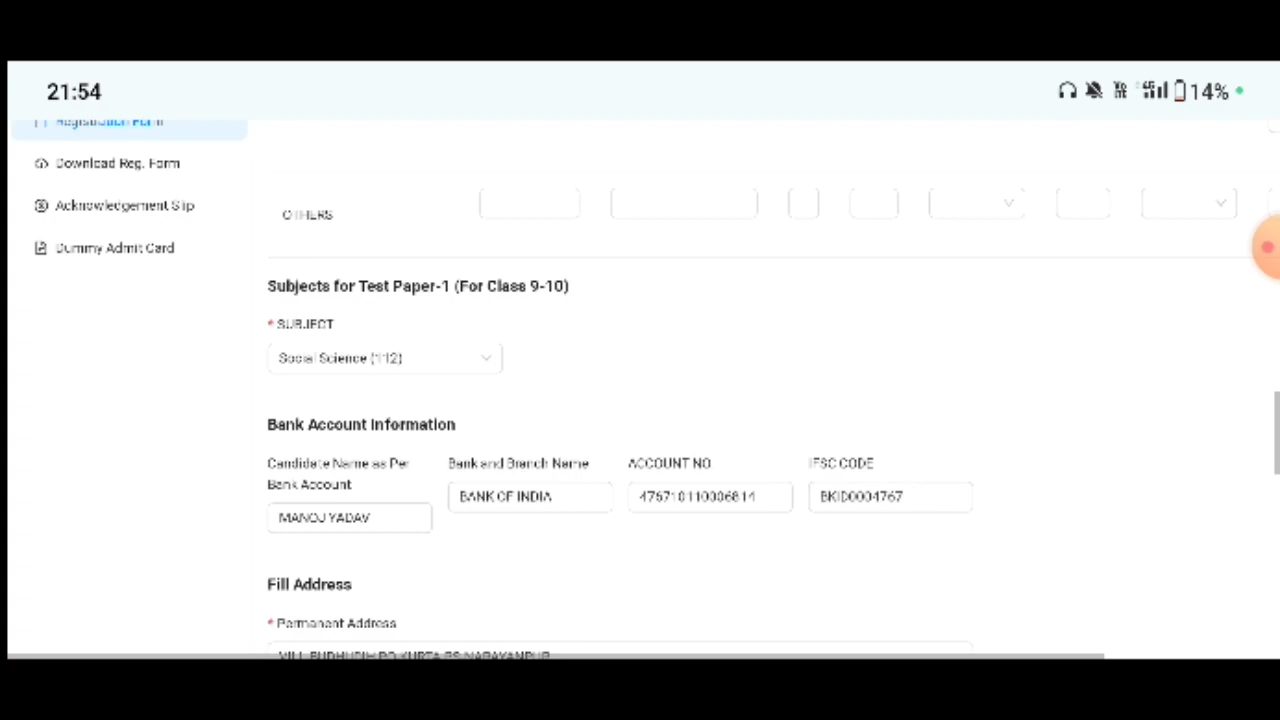 21:54
14%
Registration Form
Download Reg. Form
Acknowledgement Slip
Dummy Admit Card
OTHERS
Subjects for Test Paper-1 (For Class 9-10)
* SUBJECT
Social Science (112)
Bank Account Information
Candidate Name as Per Bank Account
Bank and Branch Name
ACCOUNT NO
IFSC CODE
MANOJ YADAV
BANK OF INDIA
476710110006814
BKID0004767
Fill Address
* Permanent Address